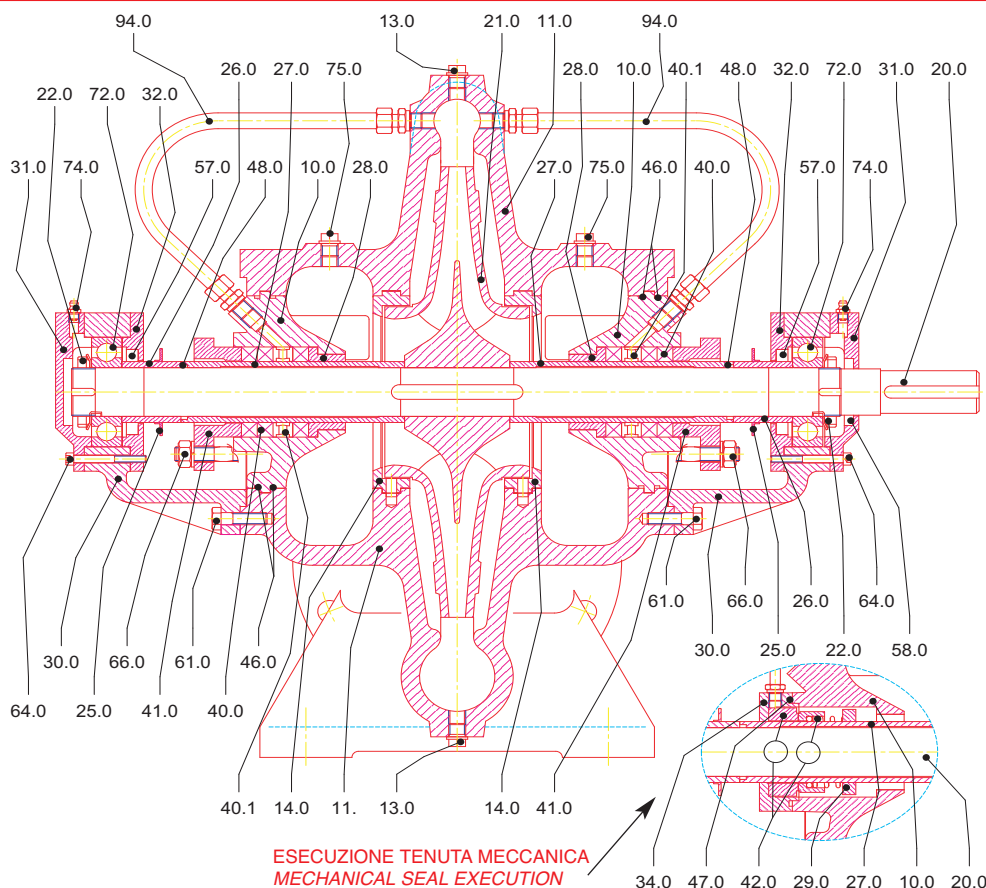 94.0 13.0 21.0 11.0 94.0
26.0 27.0 75.0 28.0 10.0 40.1 48.0 32.0 72.0 31.0 20.0
22.0 72.0 32.0
31.0 74.0 57.0 48.0 10.0 28.0 27.0 75.0 46.0 40.0 57.0 74.0
61.0 66.0 26.0 64.0
30.0 66.0 61.0 46.0 30.0 25.0 22.0 58.0
64.0 25.0 41.0 40.0
40.1 14.0 11. 13.0 14.0 41.0
ESECUZIONE TENUTA MECCANICA
MECHANICAL SEAL EXECUTION
34.0 47.0 42.0 29.0 27.0 10.0 20.0